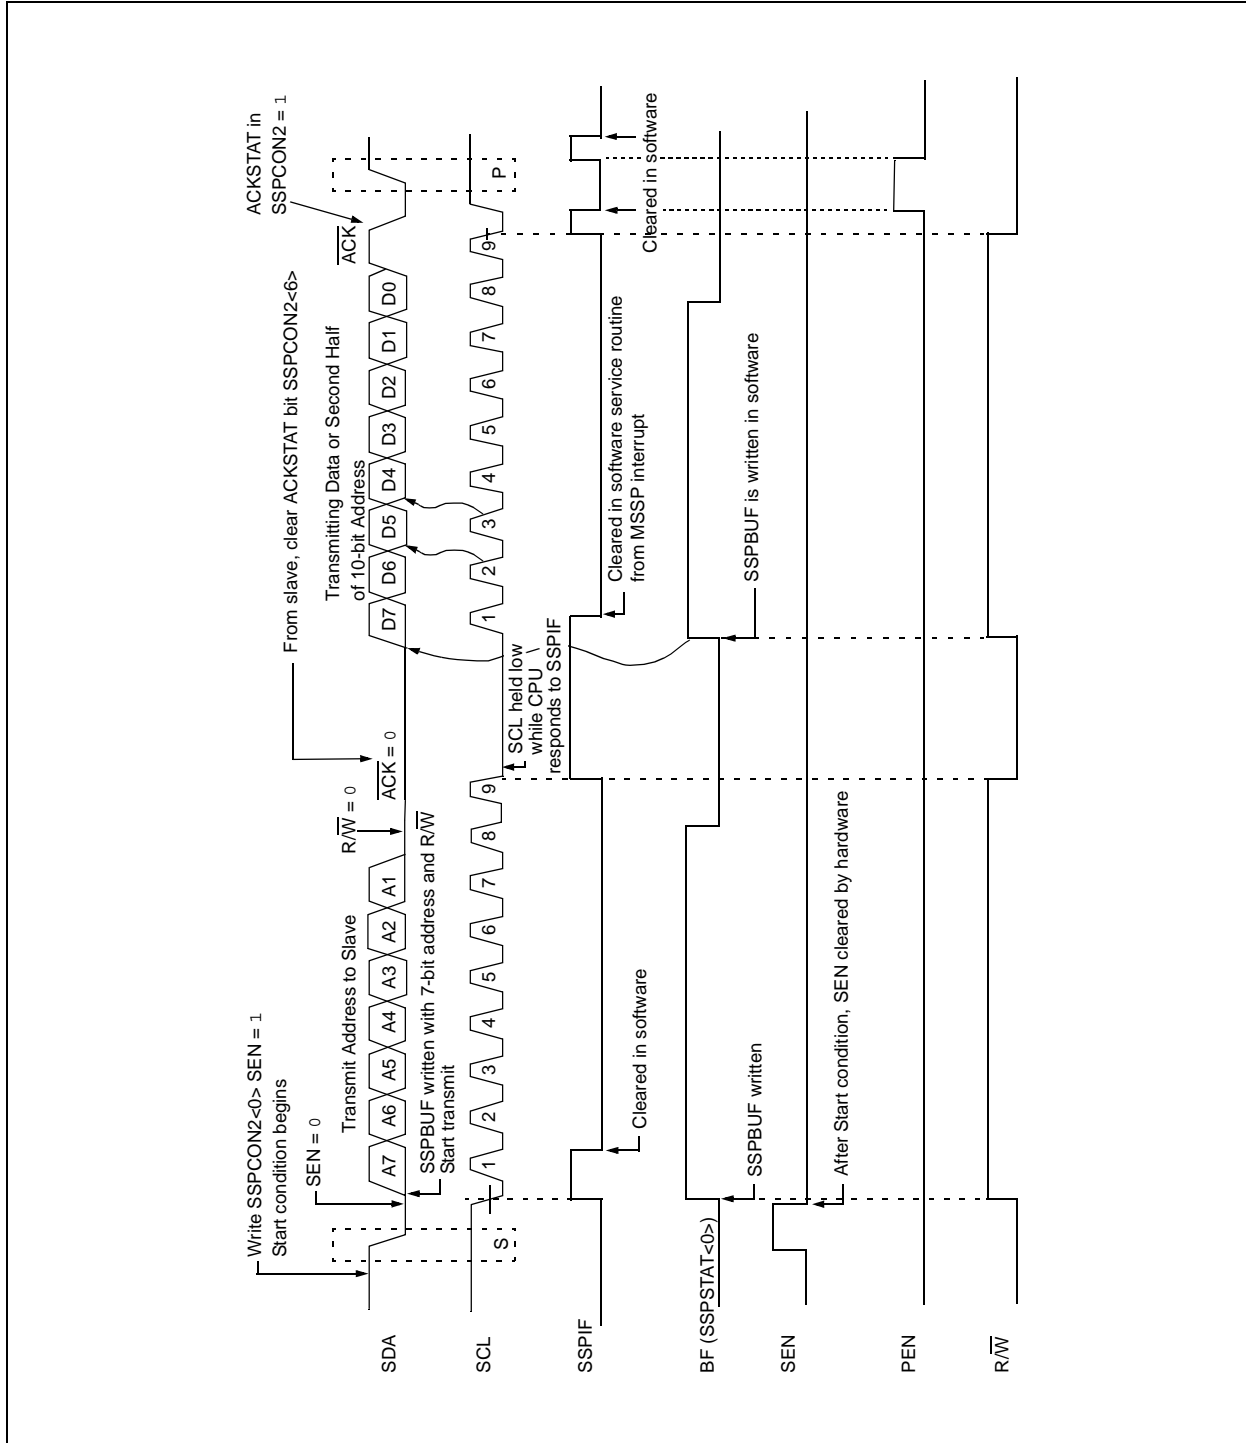 Write SSPCON2<0> SEN = 1
Start condition begins
From slave, clear ACKSTAT bit SSPCON2<6>
ACKSTAT in
SSPCON2 = 1
SEN = 0
Transmit Address to Slave
R/W = 0
Transmitting Data or Second Half
of 10-bit Address
ACK
SDA
A7 A6 A5 A4 A3 A2 A1
ACK = 0
D7 D6 D5 D4 D3 D2 D1 D0
SSPBUF written with 7-bit address and R/W
Start transmit
SCL
S
1 2 3 4 5 6 7 8 9
1 2 3 4 5 6 7 8 9
P
SCL held low
while CPU
responds to SSPIF
SSPIF
Cleared in software
Cleared in software service routine
from MSSP interrupt
Cleared in software
BF (SSPSTAT<0>)
SSPBUF written
SSPBUF is written in software
SEN
After Start condition, SEN cleared by hardware
PEN
R/W